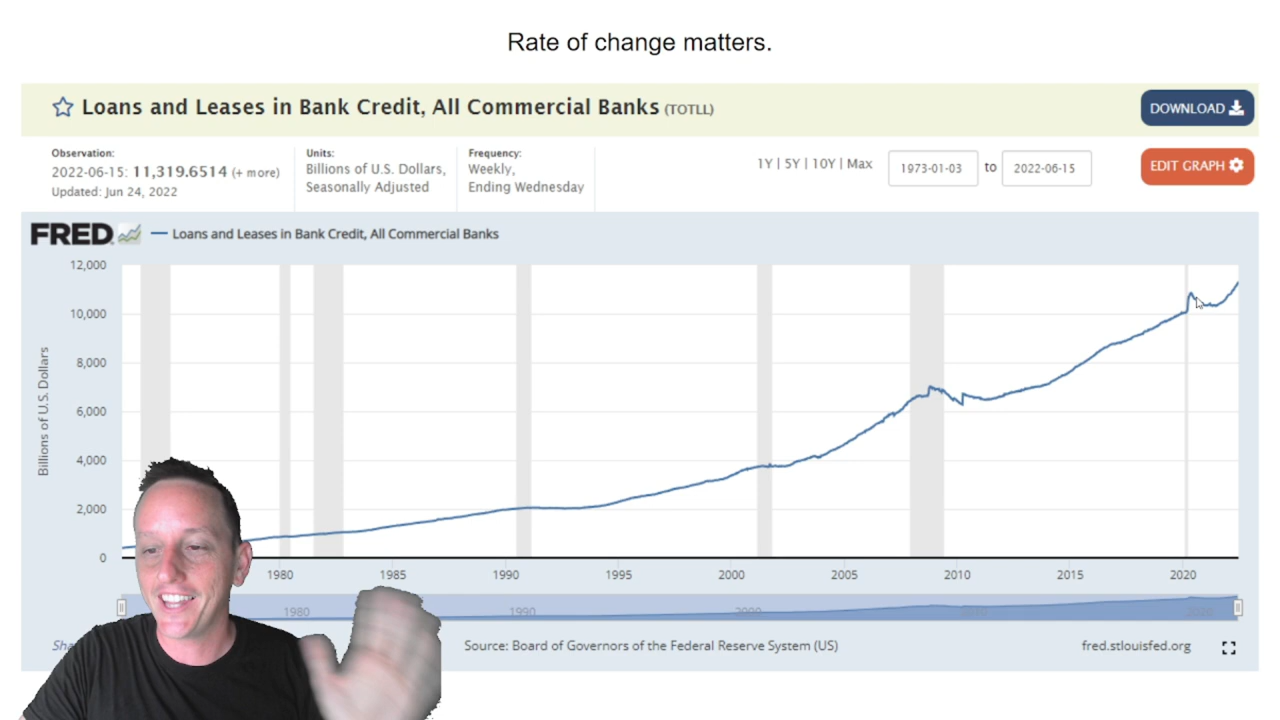 Rate of change matters.
Loans and Leases in Bank Credit, All Commercial Banks (TOTLL)
DOWNLOAD
Observation:
2022-06-15: 11,319.6514 (+ more)
Updated: Jun 24, 2022
Units:
Billions of U.S. Dollars,
Seasonally Adjusted
Frequency:
Weekly,
Ending Wednesday
1Y | 5Y | 10Y | Max
1973-01-03 to 2022-06-15
EDIT GRAPH
FRED
Loans and Leases in Bank Credit, All Commercial Banks
Billions of U.S. Dollars
12,000
10,000
8,000
6,000
4,000
2,000
0
1980 1985 1990 1995 2000 2005 2010 2015 2020
1980 1990 2000 2010 2020
Source: Board of Governors of the Federal Reserve System (US)
fred.stlouisfed.org